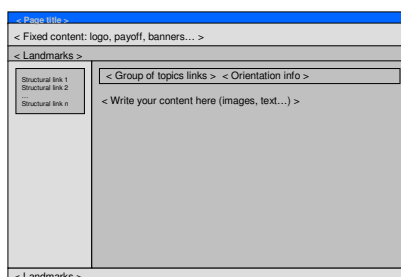 < Page title >
< Fixed content: logo, payoff, banners… >
< Landmarks >
Structural link 1
Structural link 2
…
Structural link n
< Group of topics links > < Orientation info >
< Write your content here (images, text…) >
< Landmarks >